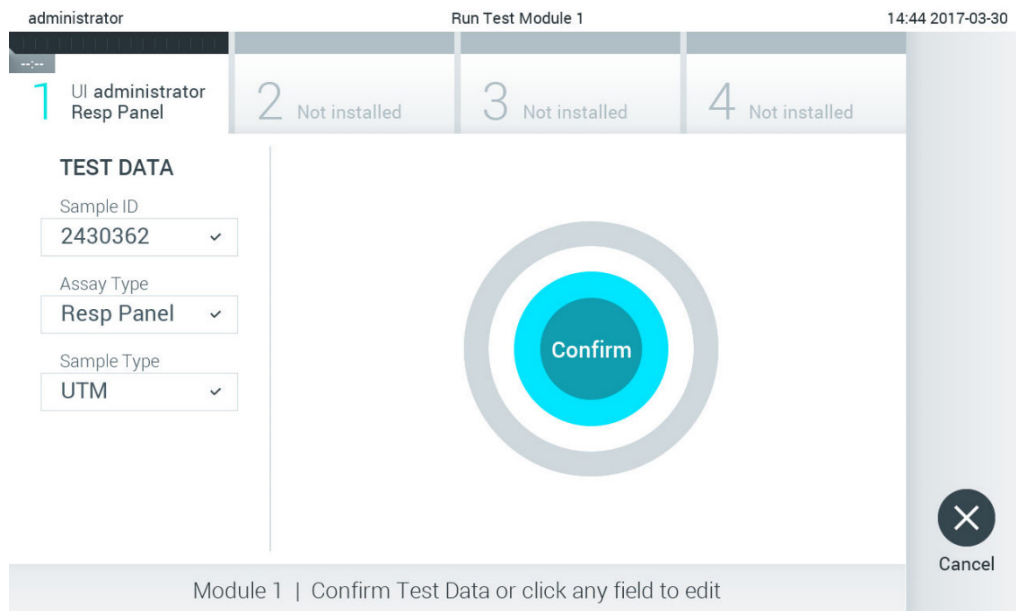 administrator Run Test Module 1 14:44 2017-03-30
--:--
1 UI administrator
Resp Panel
2 Not installed
3 Not installed
4 Not installed
TEST DATA
Sample ID
2430362
Assay Type
Resp Panel
Sample Type
UTM
Confirm
Cancel
Module 1 | Confirm Test Data or click any field to edit